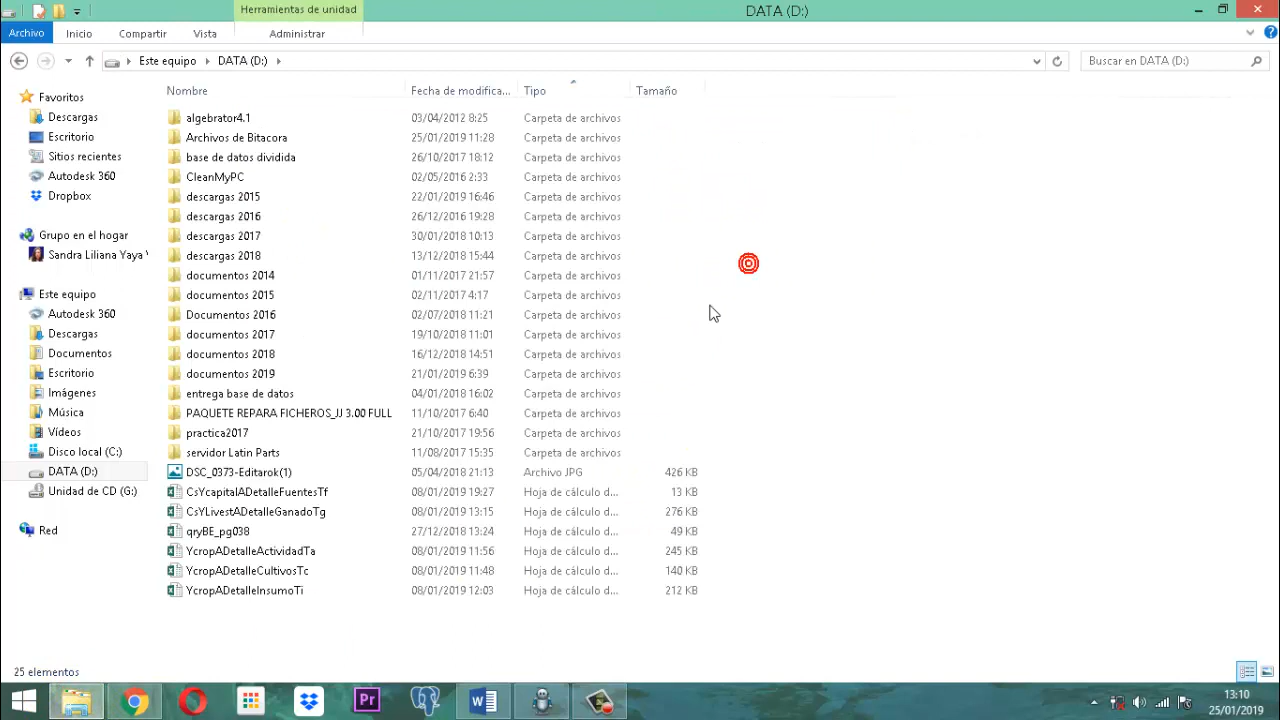 Herramientas de unidad
DATA (D:)
Archivo Inicio Compartir Vista Administrar
Este equipo DATA (D:)
Buscar en DATA (D:)
Nombre Fecha de modifica... Tipo Tamaño
Favoritos
Descargas
Escritorio
Sitios recientes
Autodesk 360
Dropbox
Grupo en el hogar
Sandra Liliana Yaya
Este equipo
Autodesk 360
Descargas
Documentos
Escritorio
Imágenes
Música
Vídeos
Disco local (C:)
DATA (D:)
Unidad de CD (G:)
Red
algebrator4.1 03/04/2012 8:25 Carpeta de archivos
Archivos de Bitacora 25/01/2019 11:28 Carpeta de archivos
base de datos dividida 26/10/2017 18:12 Carpeta de archivos
CleanMyPC 02/05/2016 2:33 Carpeta de archivos
descargas 2015 22/01/2019 16:46 Carpeta de archivos
descargas 2016 26/12/2016 19:28 Carpeta de archivos
descargas 2017 30/01/2018 10:13 Carpeta de archivos
descargas 2018 13/12/2018 15:44 Carpeta de archivos
documentos 2014 01/11/2017 21:57 Carpeta de archivos
documentos 2015 02/11/2017 4:17 Carpeta de archivos
Documentos 2016 02/07/2018 11:21 Carpeta de archivos
documentos 2017 19/10/2018 11:01 Carpeta de archivos
documentos 2018 16/12/2018 14:51 Carpeta de archivos
documentos 2019 21/01/2019 6:39 Carpeta de archivos
entrega base de datos 04/01/2018 16:02 Carpeta de archivos
PAQUETE REPARA FICHEROS_JJ 3.00 FULL 11/10/2017 6:40 Carpeta de archivos
practica2017 21/10/2017 19:56 Carpeta de archivos
servidor Latin Parts 11/08/2017 15:35 Carpeta de archivos
DSC_0373-Editarok(1) 05/04/2018 21:13 Archivo JPG 426 KB
CsYcapitalADetalleFuentesTf 08/01/2019 19:27 Hoja de cálculo d... 13 KB
CsYLivestADetalleGanadoTg 08/01/2019 13:15 Hoja de cálculo d... 276 KB
qryBE_pg038 27/12/2018 13:24 Hoja de cálculo d... 49 KB
YcropADetalleActividadTa 08/01/2019 11:56 Hoja de cálculo d... 245 KB
YcropADetalleCultivosTc 08/01/2019 11:48 Hoja de cálculo d... 140 KB
YcropADetalleInsumoTi 08/01/2019 12:03 Hoja de cálculo d... 212 KB
25 elementos
Pr
13:10
25/01/2019